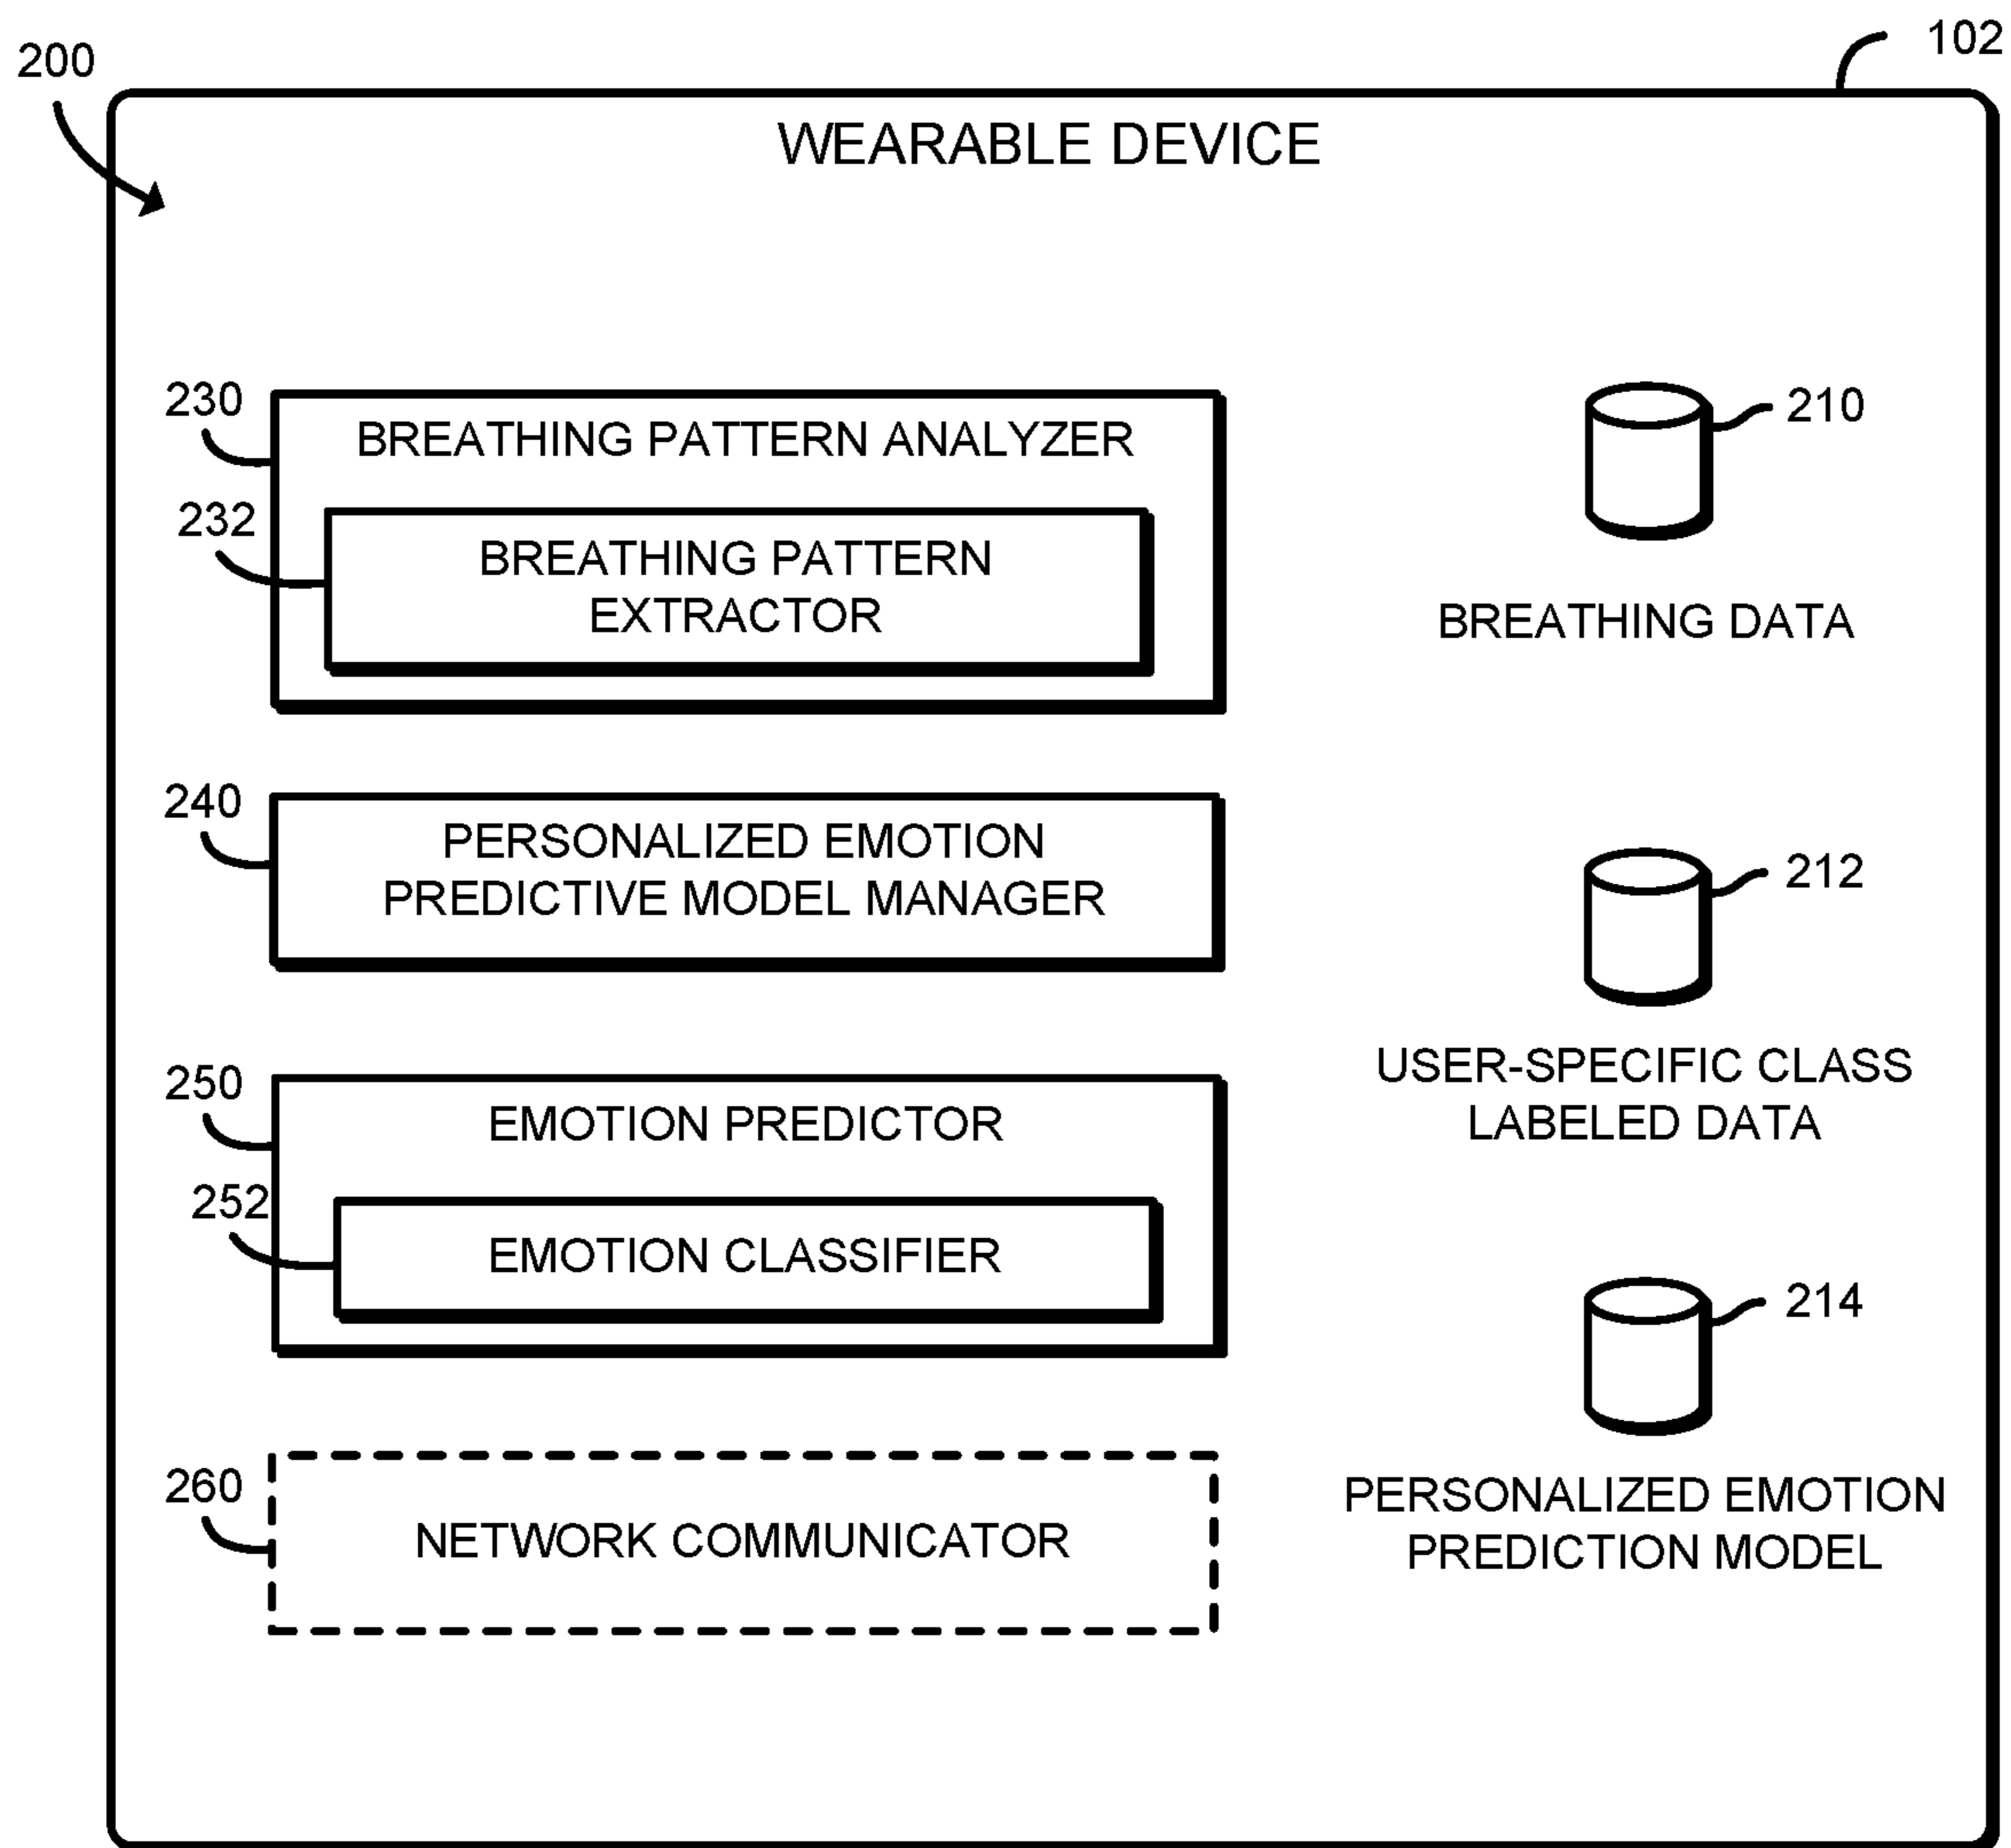 200
102
WEARABLE DEVICE
230
BREATHING PATTERN ANALYZER
232
BREATHING PATTERN
EXTRACTOR
210
BREATHING DATA
240
PERSONALIZED EMOTION
PREDICTIVE MODEL MANAGER
212
USER-SPECIFIC CLASS
LABELED DATA
250
EMOTION PREDICTOR
252
EMOTION CLASSIFIER
214
PERSONALIZED EMOTION
PREDICTION MODEL
260
NETWORK COMMUNICATOR